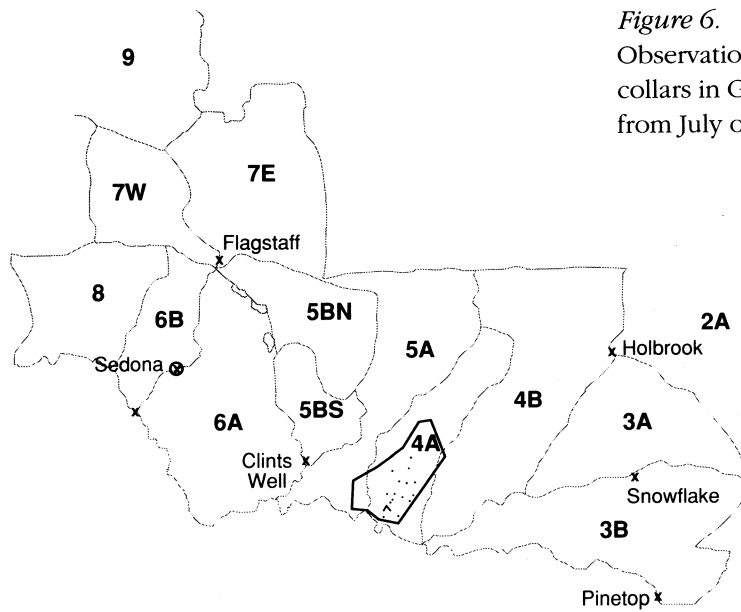 Figure 6.
Observatio
collars in G
from July o
9
7E
7W
Flagstaff
8
5BN
6B
2A
5A
Holbrook
Sedona
4B
5BS
3A
6A
4A
Clints
Well
Snowflake
3B
Pinetop